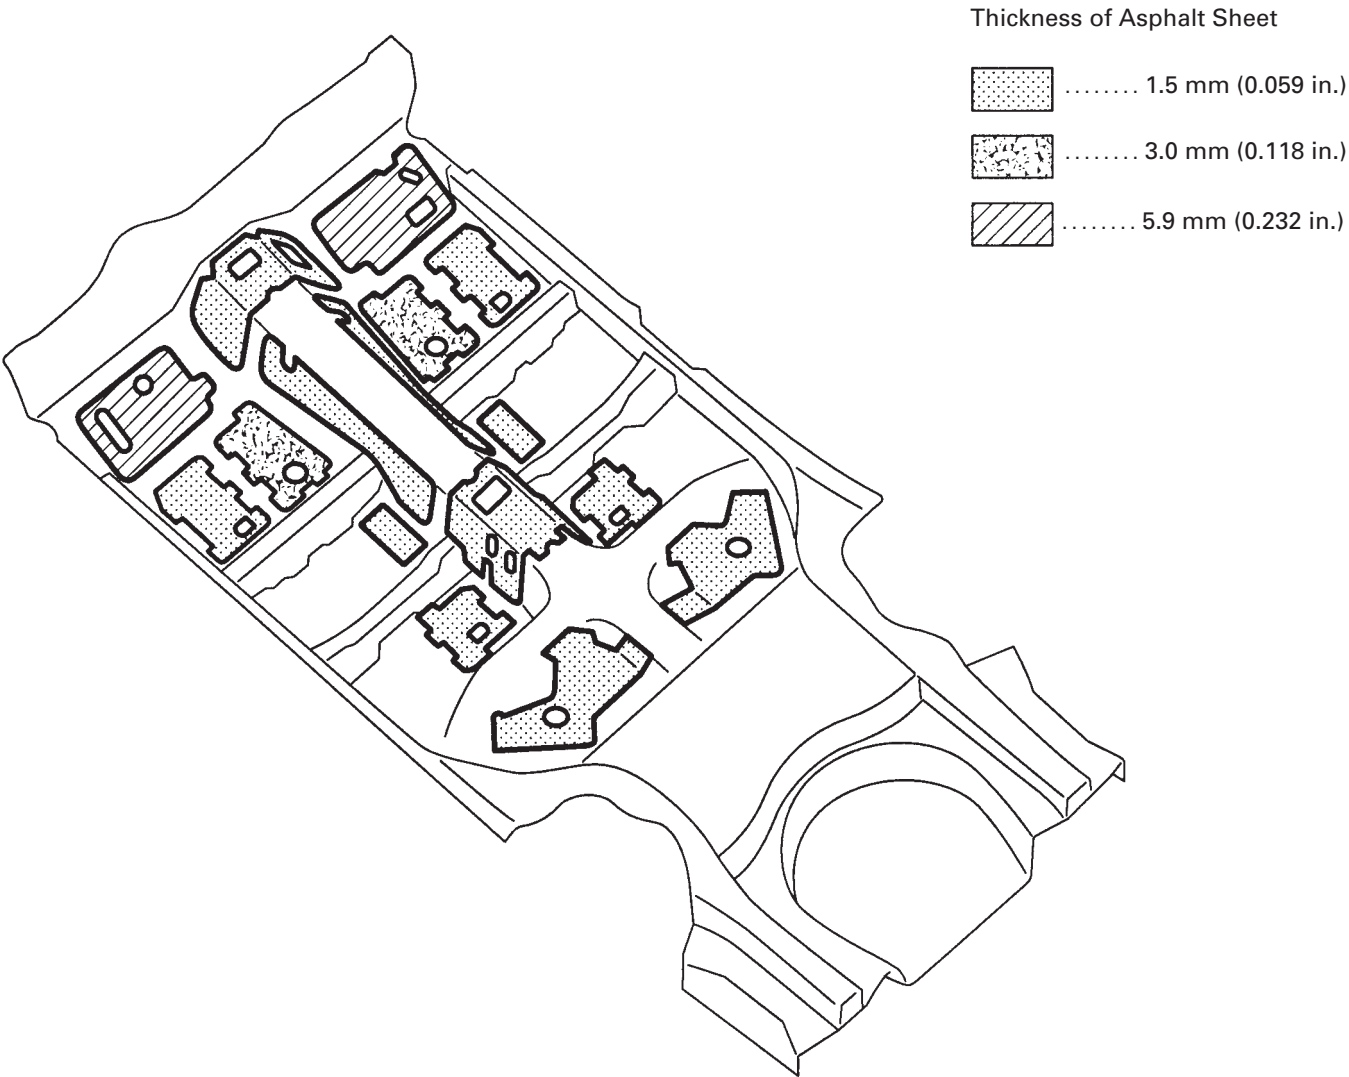 Thickness of Asphalt Sheet
........ 1.5 mm (0.059 in.)
........ 3.0 mm (0.118 in.)
........ 5.9 mm (0.232 in.)